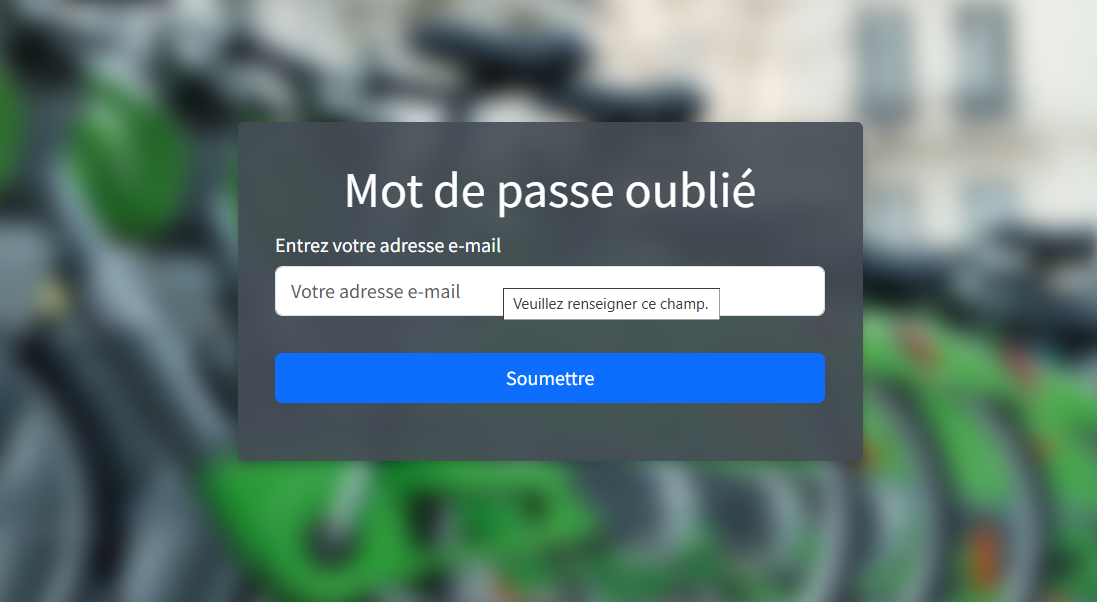 Mot de passe oublié
Entrez votre adresse e-mail
Votre adresse e-mail
Veuillez renseigner ce champ.
Soumettre